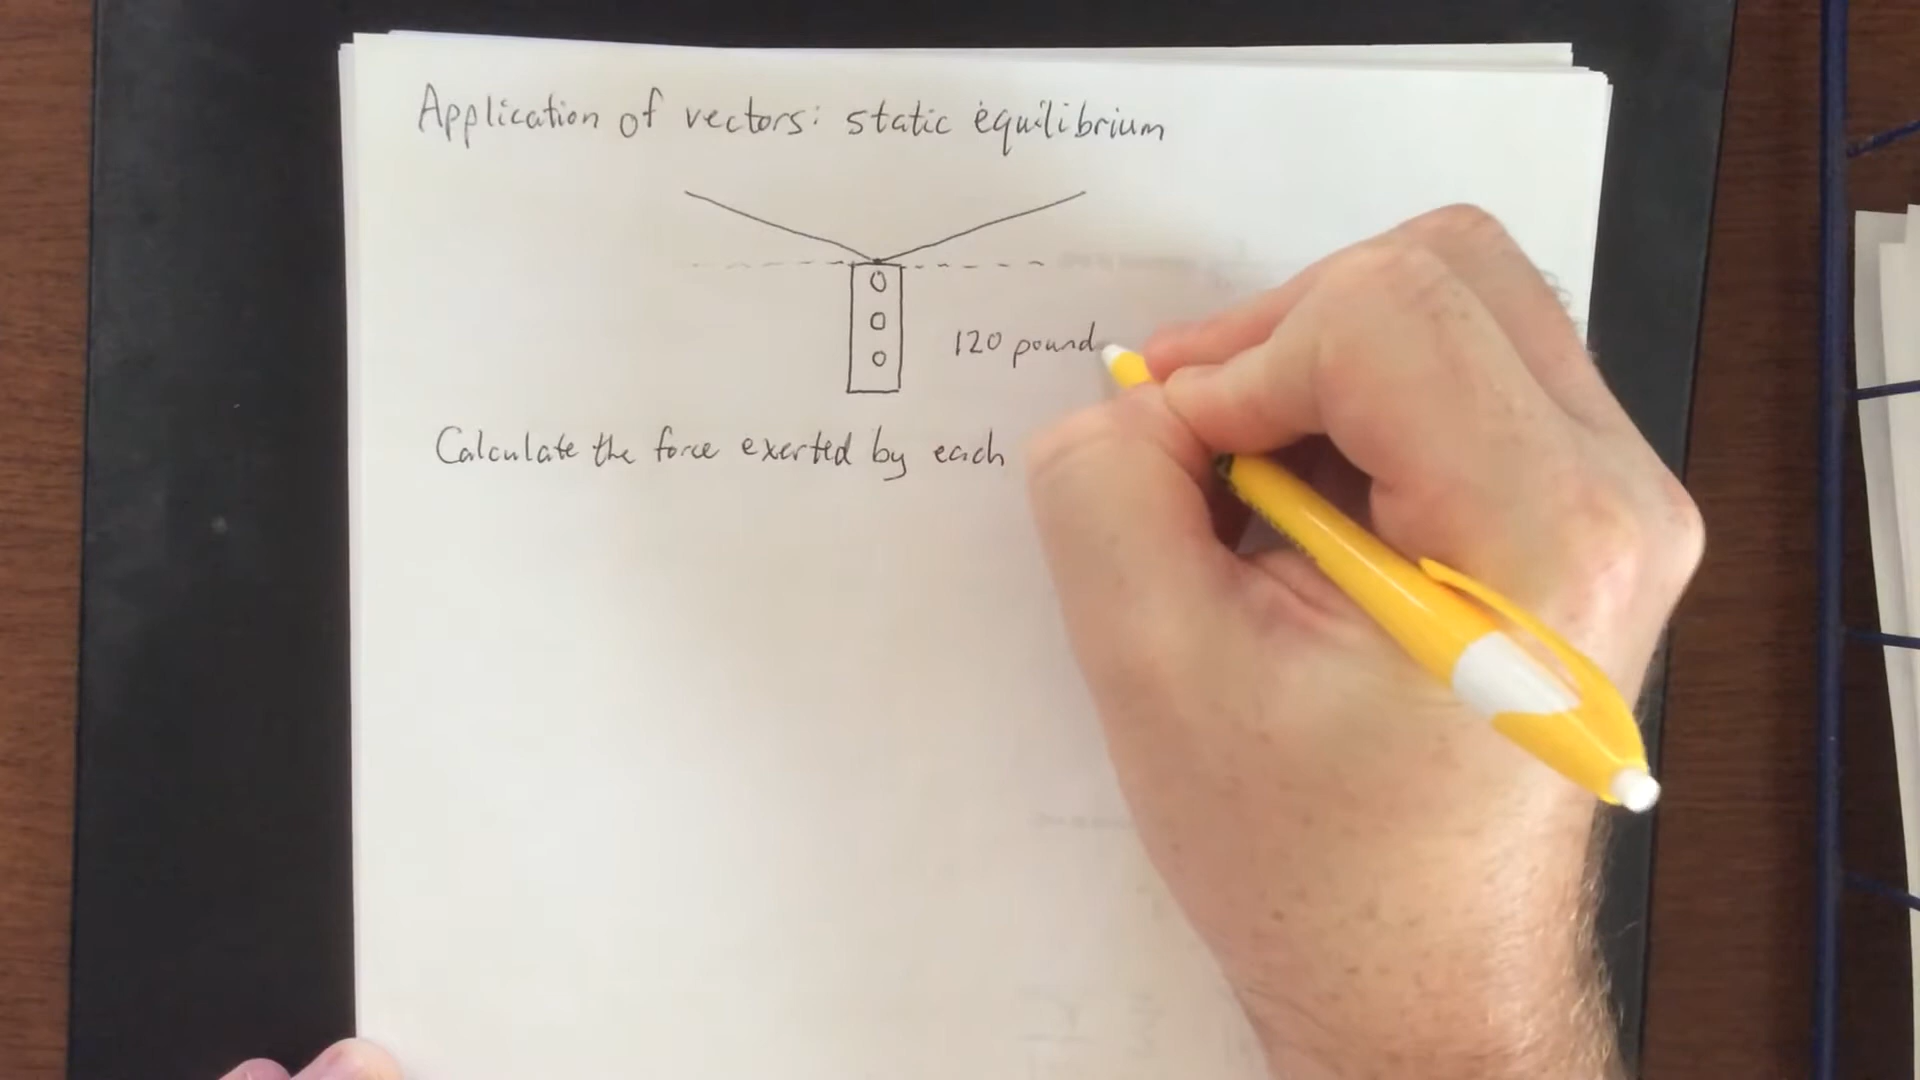 Application of vectors: static equilibrium
120 pound
Calculate the force exerted by each